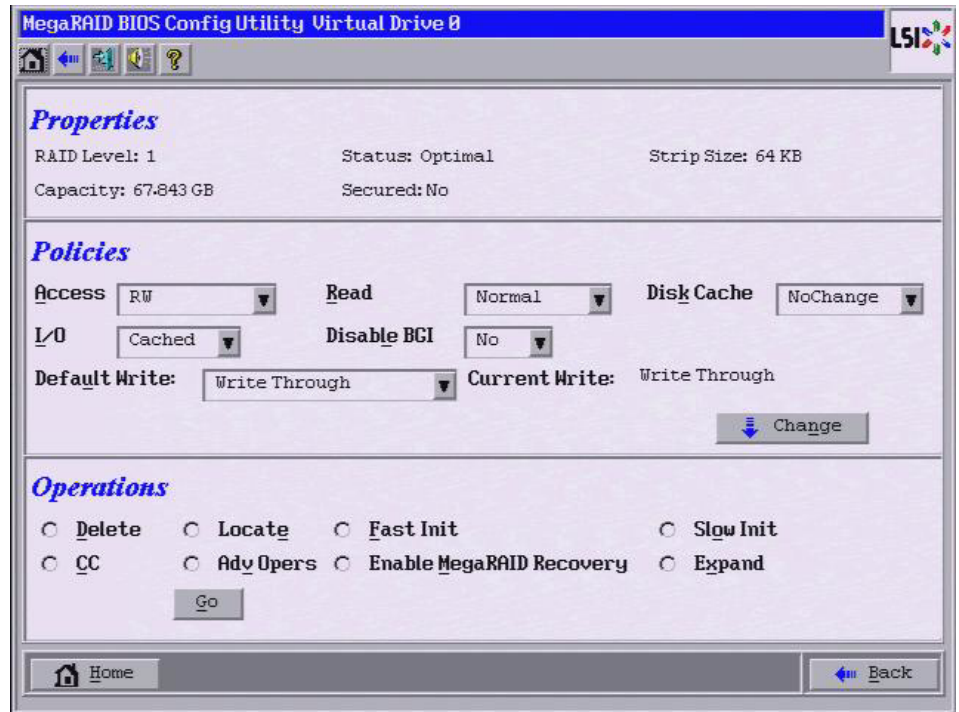 MegaRAID BIOS Config Utility Virtual Drive 0
LSI
Properties
RAID Level: 1 Status: Optimal Strip Size: 64 KB
Capacity: 67.843 GB Secured: No
Policies
Access RW Read Normal Disk Cache NoChange
I/O Cached Disable BGI No
Default Write: Write Through Current Write: Write Through
Change
Operations
Delete Locate Fast Init Slow Init
CC Adv Opers Enable MegaRAID Recovery Expand
Go
Home Back